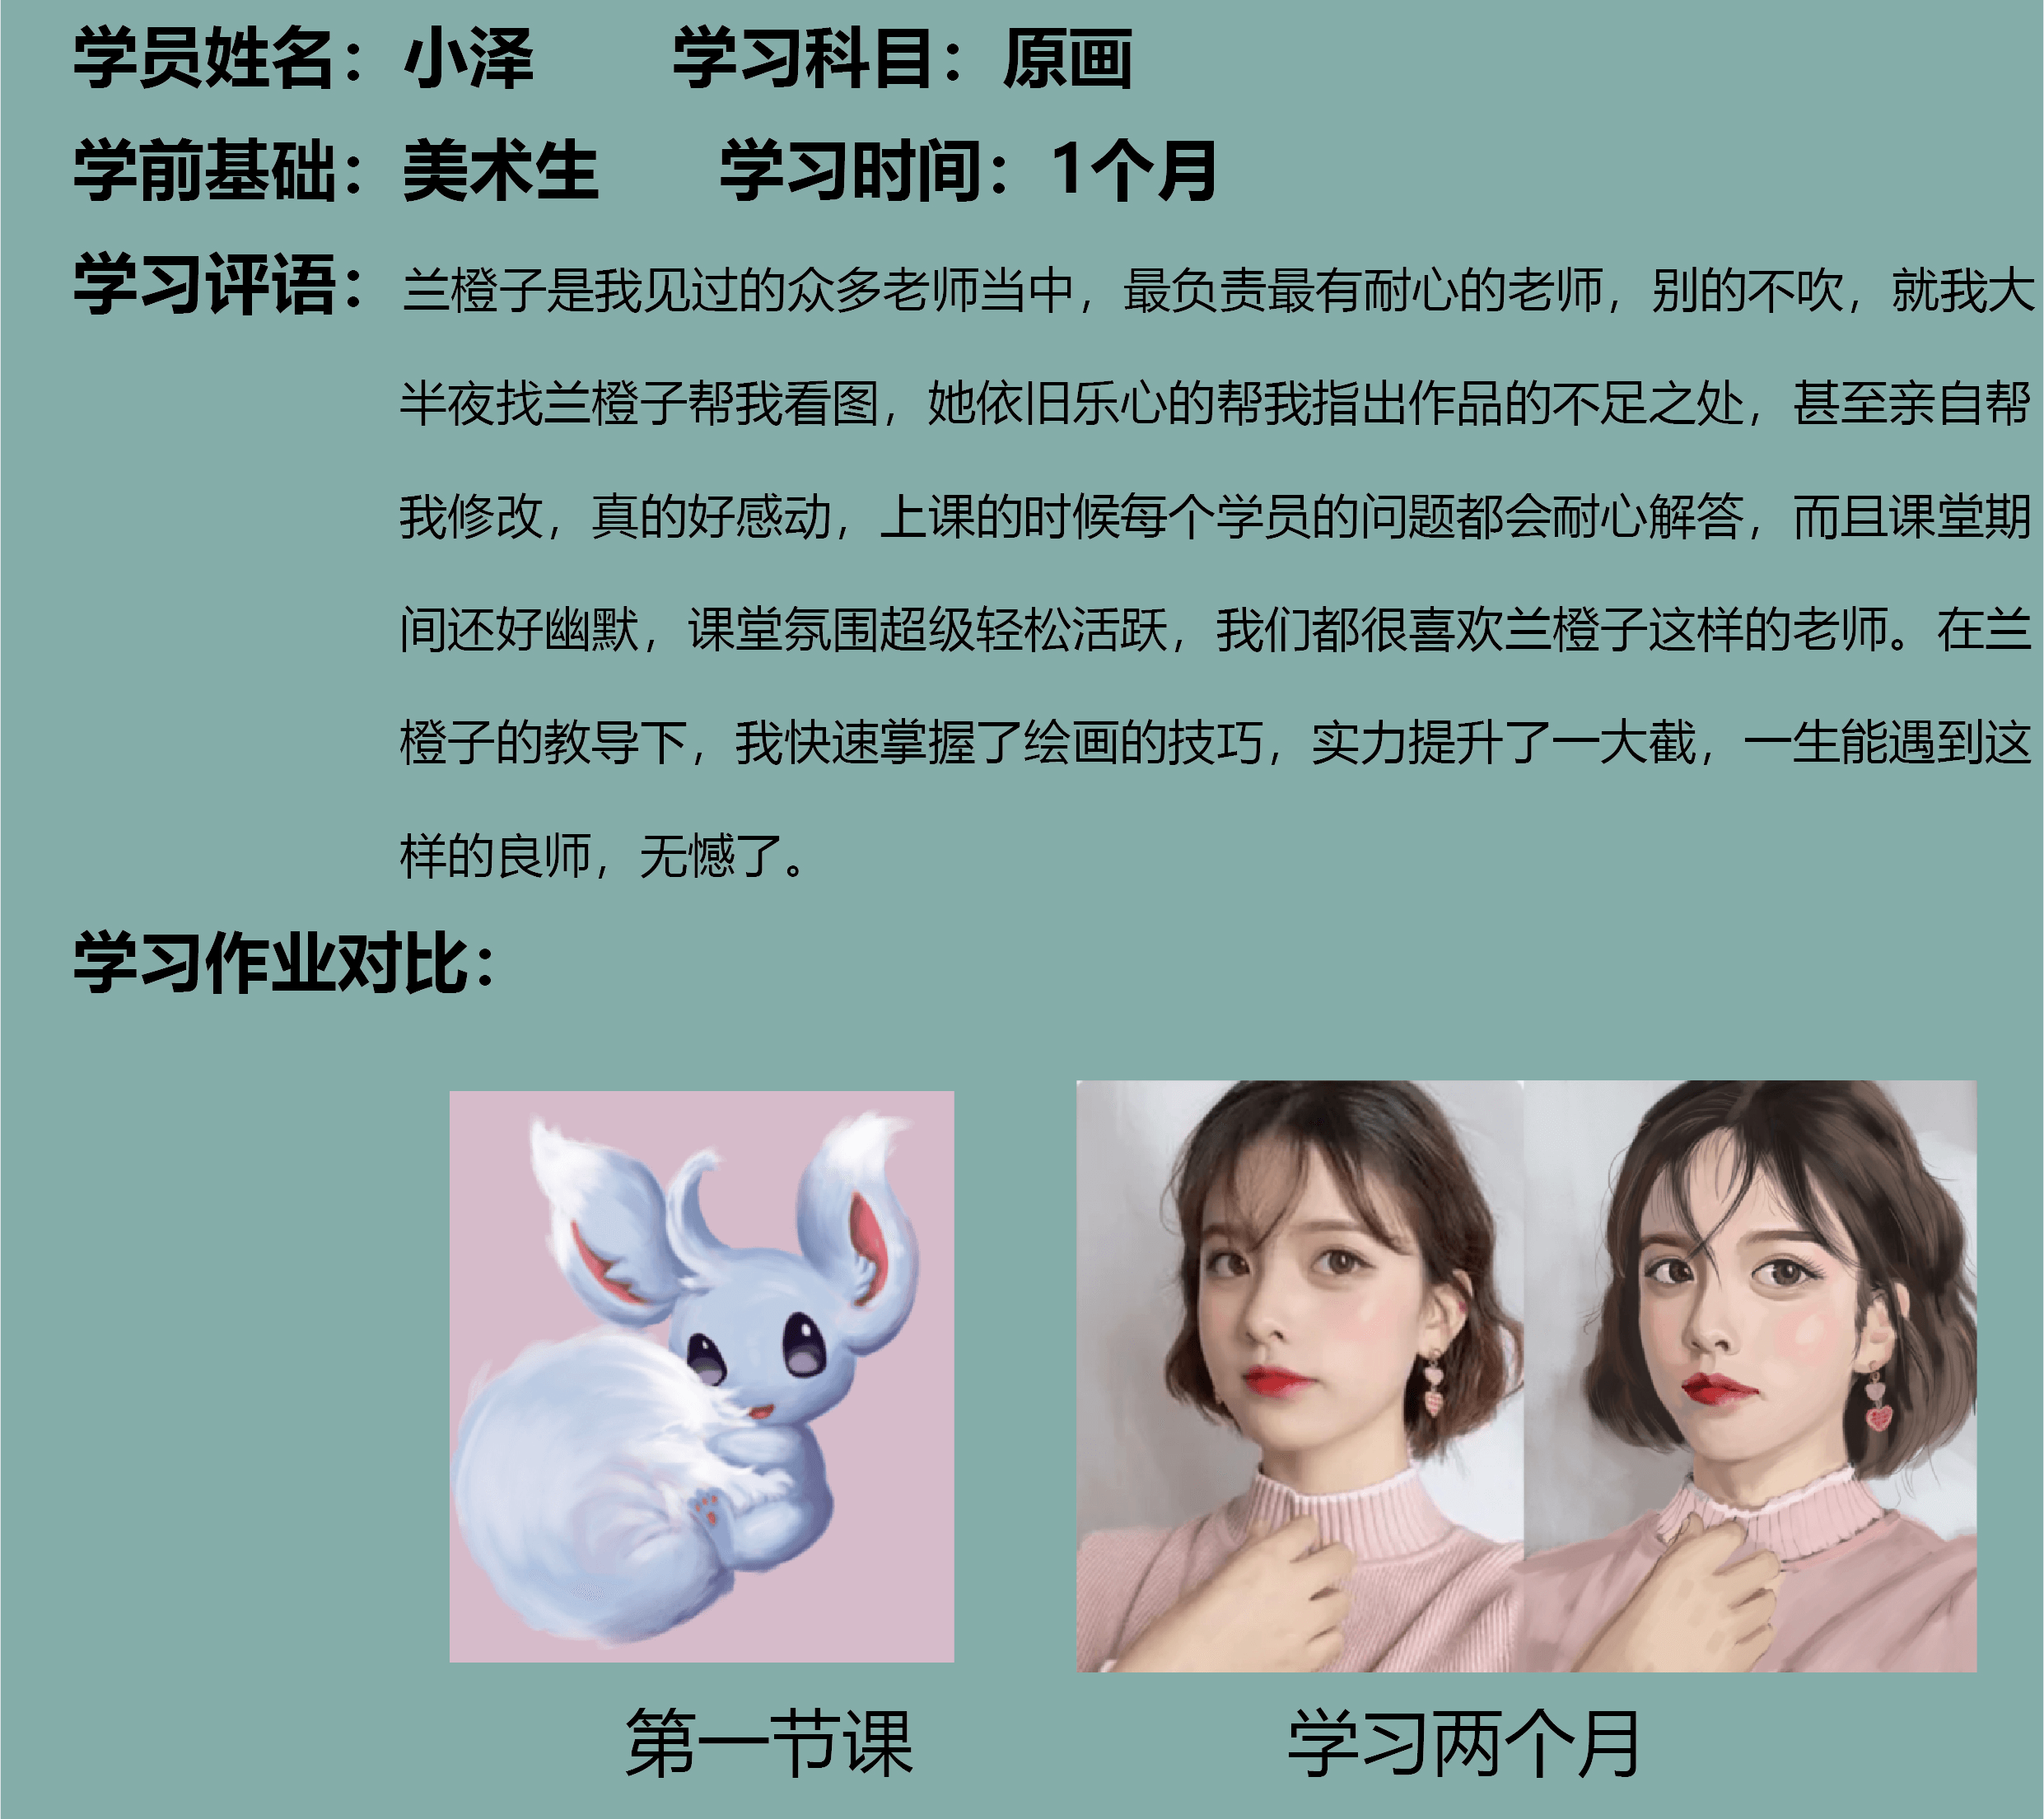 学员姓名：小泽 学习科目：原画
学前基础：美术生 学习时间：1个月
学习评语：兰橙子是我见过的众多老师当中，最负责最有耐心的老师，别的不吹，就我大
半夜找兰橙子帮我看图，她依旧乐心的帮我指出作品的不足之处，甚至亲自帮
我修改，真的好感动，上课的时候每个学员的问题都会耐心解答，而且课堂期
间还好幽默，课堂氛围超级轻松活跃，我们都很喜欢兰橙子这样的老师。在兰
橙子的教导下，我快速掌握了绘画的技巧，实力提升了一大截，一生能遇到这
样的良师，无憾了。
学习作业对比：
第一节课
学习两个月